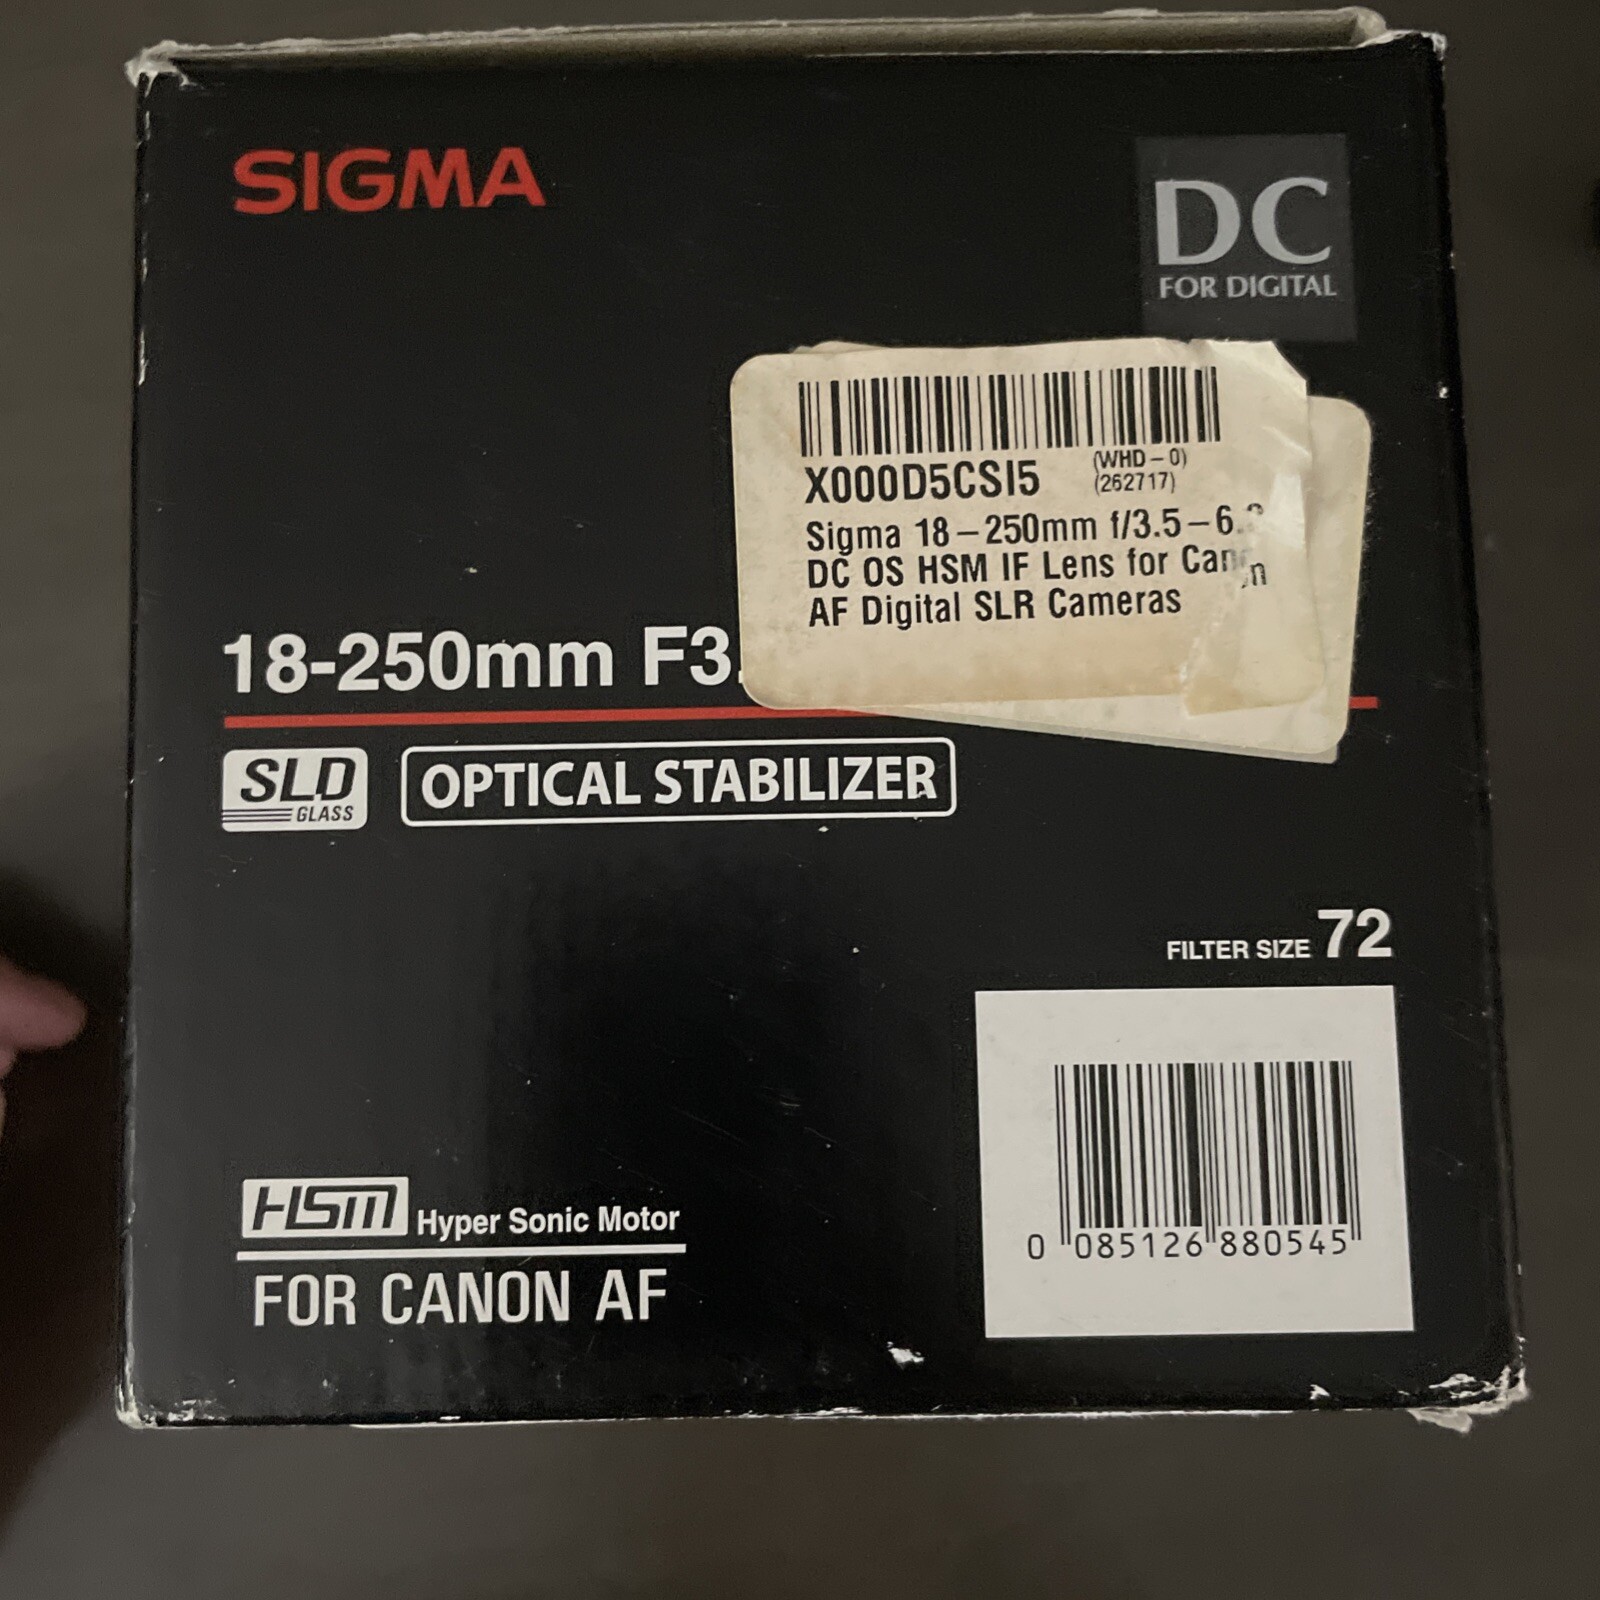 SIGMA
DC
FOR DIGITAL
X000D5CSI5
(WHD-0)
(262717)
Sigma 18-250mm f/3.5-6.
DC OS HSM IF Lens for Canon
AF Digital SLR Cameras
18-250mm F3.
SLD
GLASS
OPTICAL STABILIZER
FILTER SIZE 72
0 085126 880545
HSM Hyper Sonic Motor
FOR CANON AF